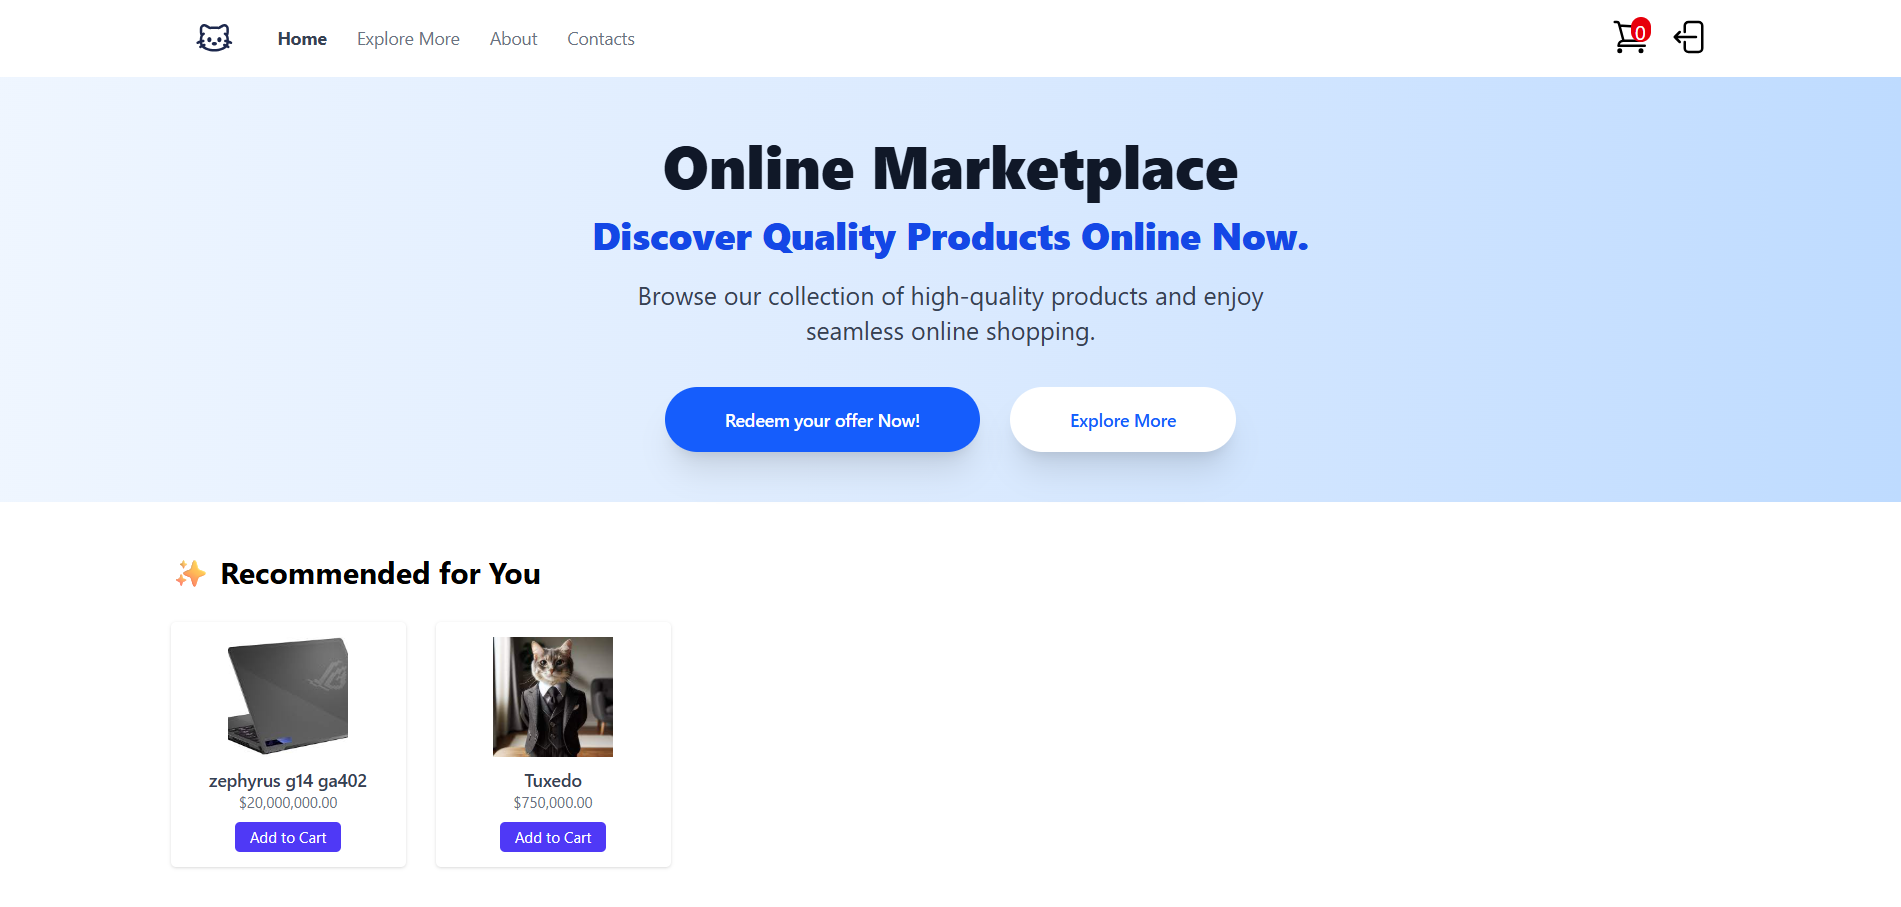 Home Explore More About Contacts 0
Online Marketplace
Discover Quality Products Online Now.
Browse our collection of high-quality products and enjoy
seamless online shopping.
Redeem your offer Now! Explore More
✨ Recommended for You
zephyrus g14 ga402
$20,000,000.00
Add to Cart
Tuxedo
$750,000.00
Add to Cart